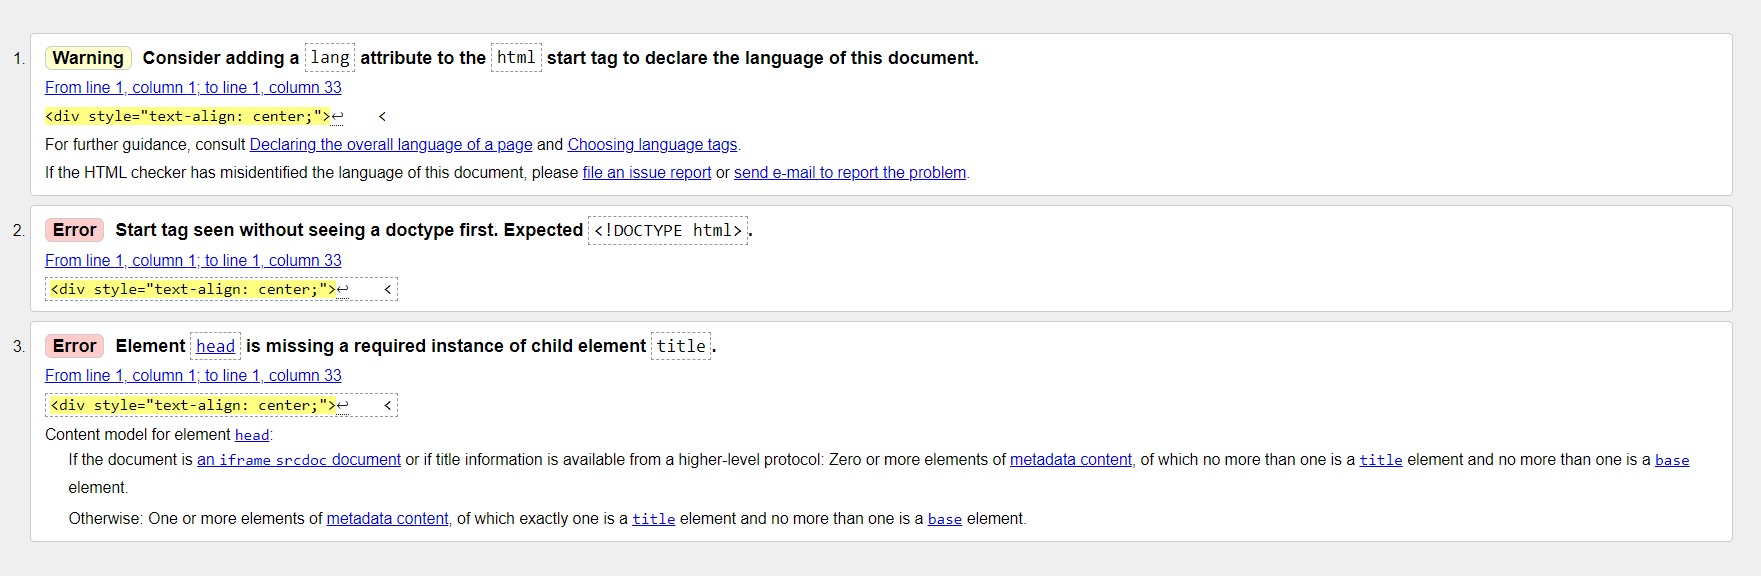 1. Warning Consider adding a lang attribute to the html start tag to declare the language of this document.
From line 1, column 1; to line 1, column 33
<div style="text-align: center;">↩    <
For further guidance, consult Declaring the overall language of a page and Choosing language tags.
If the HTML checker has misidentified the language of this document, please file an issue report or send e-mail to report the problem.
2. Error Start tag seen without seeing a doctype first. Expected <!DOCTYPE html>.
From line 1, column 1; to line 1, column 33
<div style="text-align: center;">↩    <
3. Error Element head is missing a required instance of child element title.
From line 1, column 1; to line 1, column 33
<div style="text-align: center;">↩    <
Content model for element head:
If the document is an iframe srcdoc document or if title information is available from a higher-level protocol: Zero or more elements of metadata content, of which no more than one is a title element and no more than one is a base
element.
Otherwise: One or more elements of metadata content, of which exactly one is a title element and no more than one is a base element.